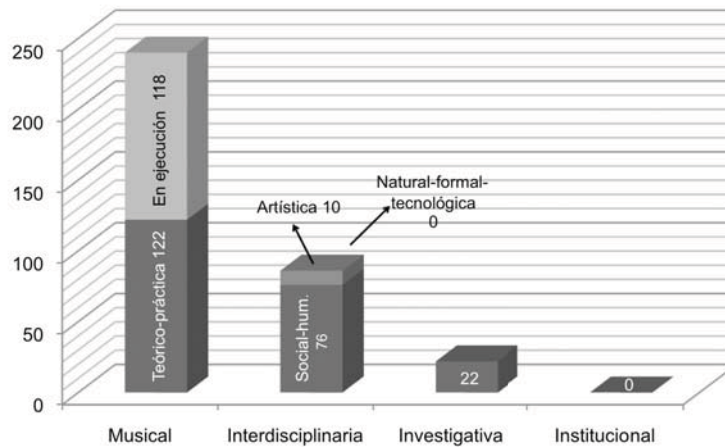 250
200
150
100
50
0
En ejecución 118
Teórico-práctica 122
Artística 10
Natural-formal-
tecnológica
0
Social-hum.
76
22
0
Musical
Interdisciplinaria
Investigativa
Institucional